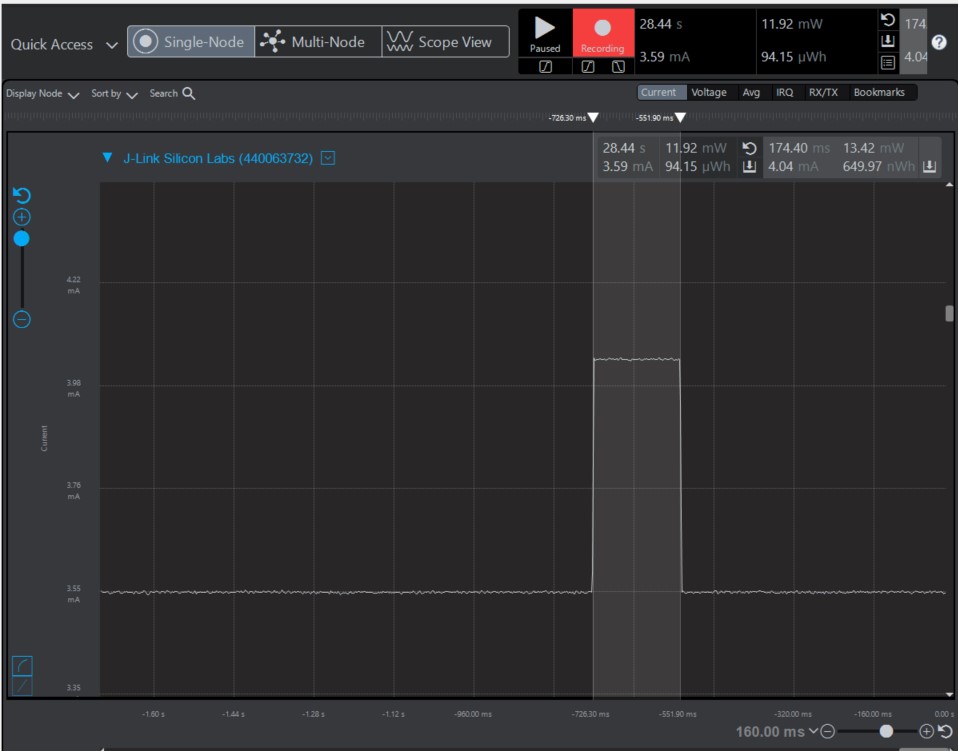 Quick Access
Single-Node
Multi-Node
Scope View
Paused
Recording
28.44 s
11.92 mW
174
3.59 mA
94.15 µWh
4.04
?
Display Node
Sort by
Search
Current
Voltage
Avg
IRQ
RX/TX
Bookmarks
-726.30 ms
-551.90 ms
J-Link Silicon Labs (440063732)
28.44 s 11.92 mW
3.59 mA 94.15 µWh
174.40 ms 13.42 mW
4.04 mA 649.97 nWh
4.22
mA
3.98
mA
3.76
mA
3.55
mA
3.35
Current
-1.60 s
-1.44 s
-1.28 s
-1.12 s
-960.00 ms
-726.30 ms
-551.90 ms
-320.00 ms
-160.00 ms
0.00 s
160.00 ms